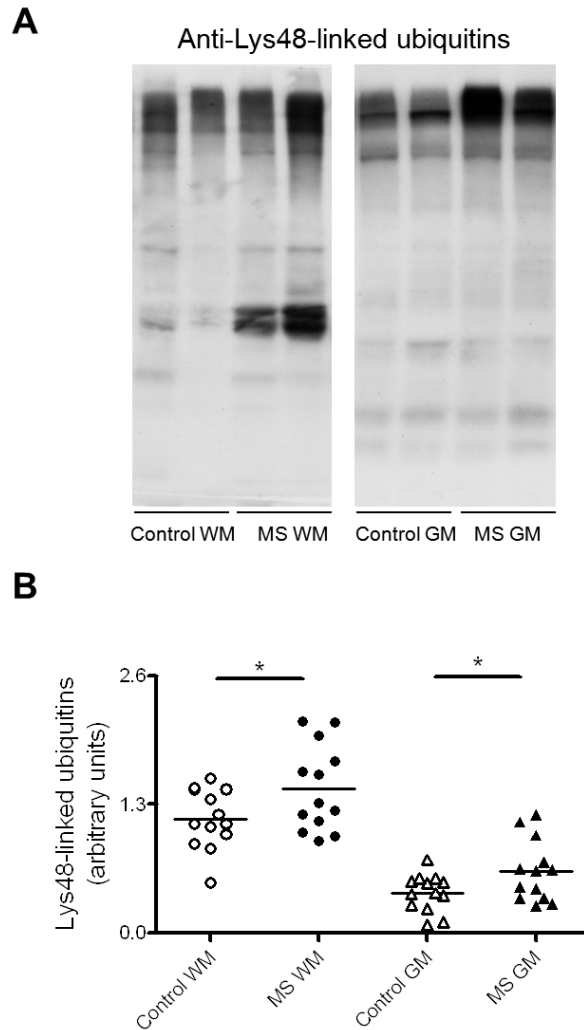 A
Anti-Lys48-linked ubiquitins
Control WM MS WM Control GM MS GM
B
Lys48-linked ubiquitins
(arbitrary units)
2.6
1.3
0.0
* *
Control WM
MS WM
Control GM
MS GM